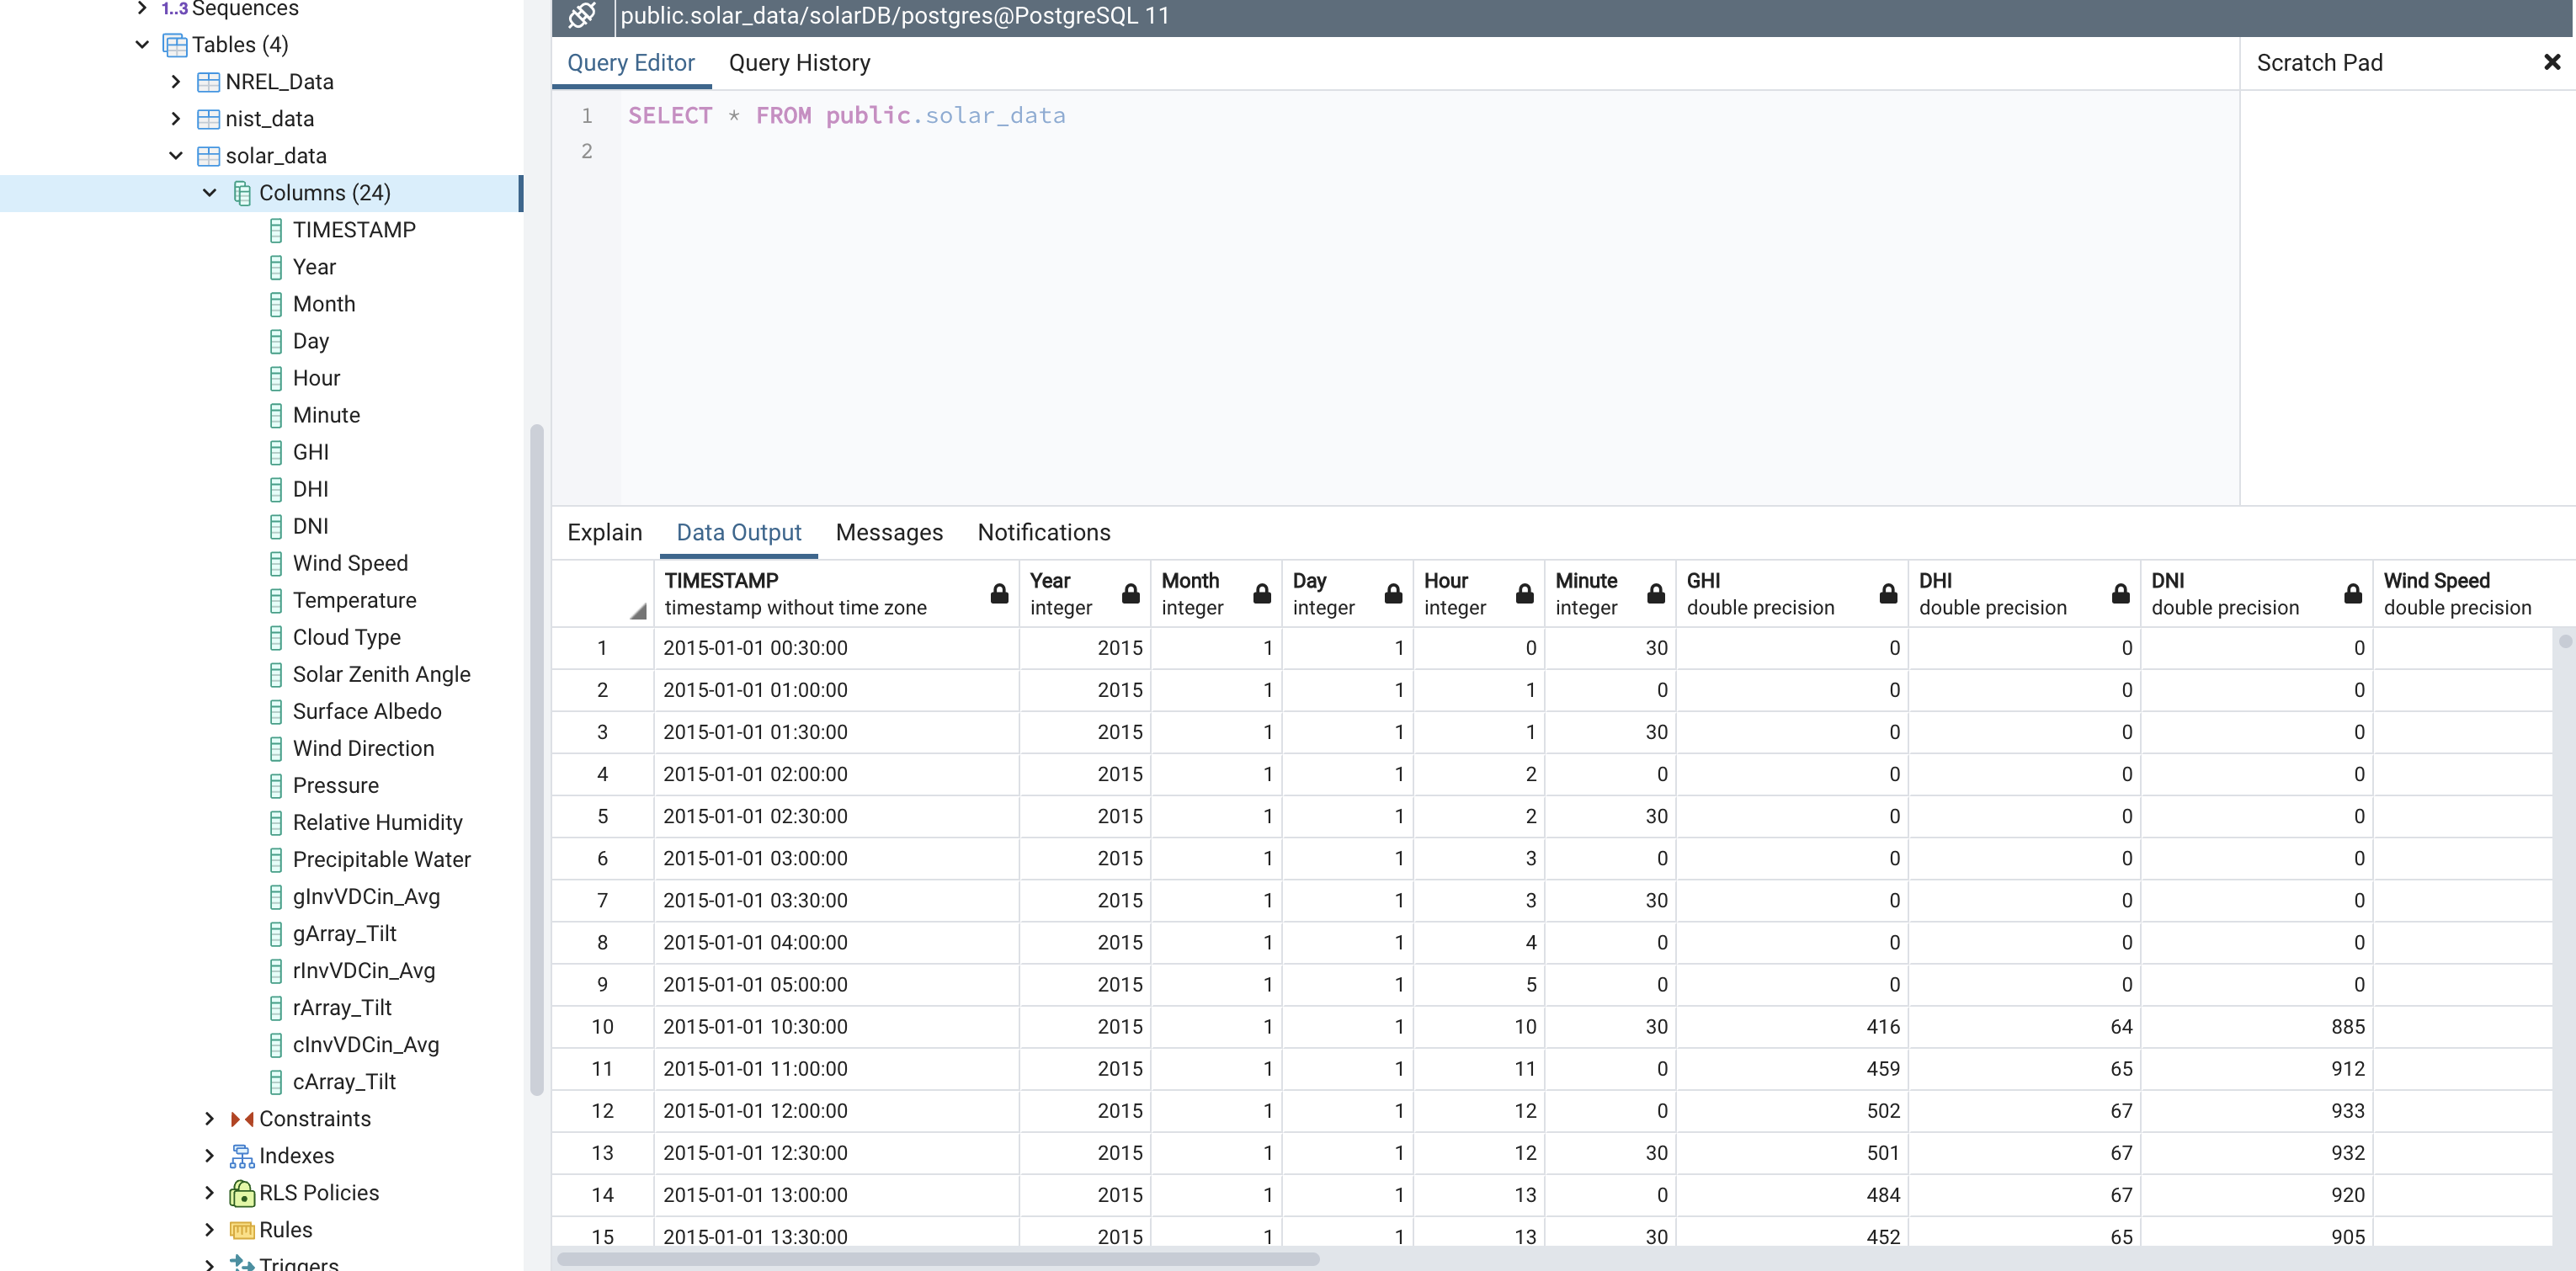 1..3 Sequences
Tables (4)
NREL_Data
nist_data
solar_data
Columns (24)
TIMESTAMP
Year
Month
Day
Hour
Minute
GHI
DHI
DNI
Wind Speed
Temperature
Cloud Type
Solar Zenith Angle
Surface Albedo
Wind Direction
Pressure
Relative Humidity
Precipitable Water
gInvVDCin_Avg
gArray_Tilt
rInvVDCin_Avg
rArray_Tilt
cInvVDCin_Avg
cArray_Tilt
Constraints
Indexes
RLS Policies
Rules
Triggers
public.solar_data/solarDB/postgres@PostgreSQL 11
Query Editor Query History Scratch Pad
1 SELECT * FROM public.solar_data
2
Explain Data Output Messages Notifications
TIMESTAMP Year Month Day Hour Minute GHI DHI DNI Wind Speed
timestamp without time zone integer integer integer integer integer double precision double precision double precision double precision
1 2015-01-01 00:30:00 2015 1 1 0 30 0 0 0
2 2015-01-01 01:00:00 2015 1 1 1 0 0 0 0
3 2015-01-01 01:30:00 2015 1 1 1 30 0 0 0
4 2015-01-01 02:00:00 2015 1 1 2 0 0 0 0
5 2015-01-01 02:30:00 2015 1 1 2 30 0 0 0
6 2015-01-01 03:00:00 2015 1 1 3 0 0 0 0
7 2015-01-01 03:30:00 2015 1 1 3 30 0 0 0
8 2015-01-01 04:00:00 2015 1 1 4 0 0 0 0
9 2015-01-01 05:00:00 2015 1 1 5 0 0 0 0
10 2015-01-01 10:30:00 2015 1 1 10 30 416 64 885
11 2015-01-01 11:00:00 2015 1 1 11 0 459 65 912
12 2015-01-01 12:00:00 2015 1 1 12 0 502 67 933
13 2015-01-01 12:30:00 2015 1 1 12 30 501 67 932
14 2015-01-01 13:00:00 2015 1 1 13 0 484 67 920
15 2015-01-01 13:30:00 2015 1 1 13 30 452 65 905